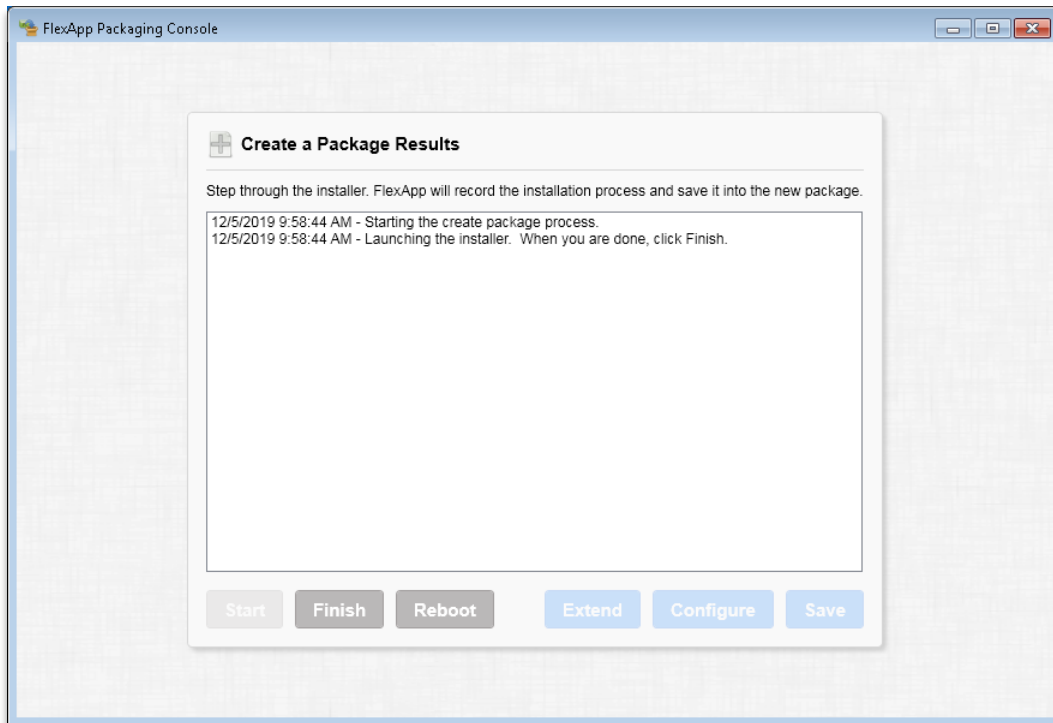 FlexApp Packaging Console
Create a Package Results
Step through the installer. FlexApp will record the installation process and save it into the new package.
12/5/2019 9:58:44 AM - Starting the create package process.
12/5/2019 9:58:44 AM - Launching the installer.  When you are done, click Finish.
Start Finish Reboot Extend Configure Save